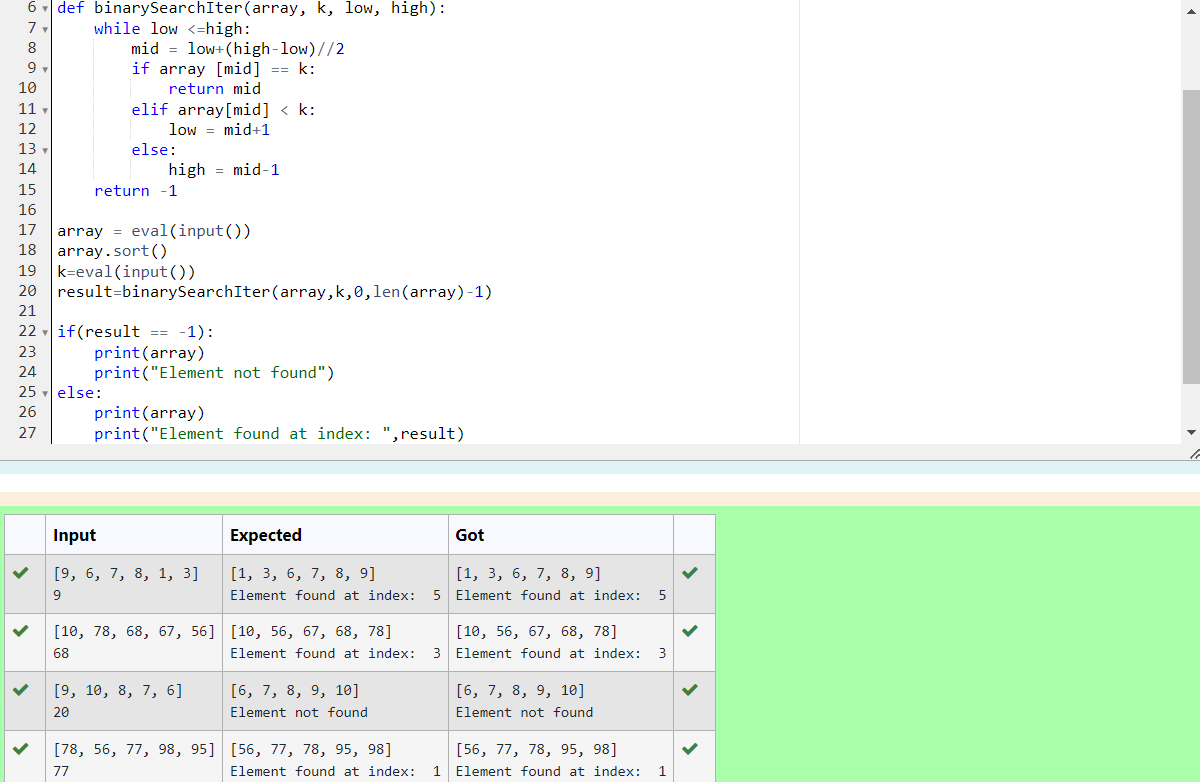 6 def binarySearchIter(array, k, low, high):
7     while low <=high:
8         mid = low+(high-low)//2
9         if array [mid] == k:
10             return mid
11         elif array[mid] < k:
12             low = mid+1
13         else:
14             high = mid-1
15     return -1
16
17 array = eval(input())
18 array.sort()
19 k=eval(input())
20 result=binarySearchIter(array,k,0,len(array)-1)
21
22 if(result == -1):
23     print(array)
24     print("Element not found")
25 else:
26     print(array)
27     print("Element found at index: ",result)
Input Expected Got
[9, 6, 7, 8, 1, 3] [1, 3, 6, 7, 8, 9] [1, 3, 6, 7, 8, 9]
9 Element found at index:  5 Element found at index:  5
[10, 78, 68, 67, 56] [10, 56, 67, 68, 78] [10, 56, 67, 68, 78]
68 Element found at index:  3 Element found at index:  3
[9, 10, 8, 7, 6] [6, 7, 8, 9, 10] [6, 7, 8, 9, 10]
20 Element not found Element not found
[78, 56, 77, 98, 95] [56, 77, 78, 95, 98] [56, 77, 78, 95, 98]
77 Element found at index:  1 Element found at index:  1